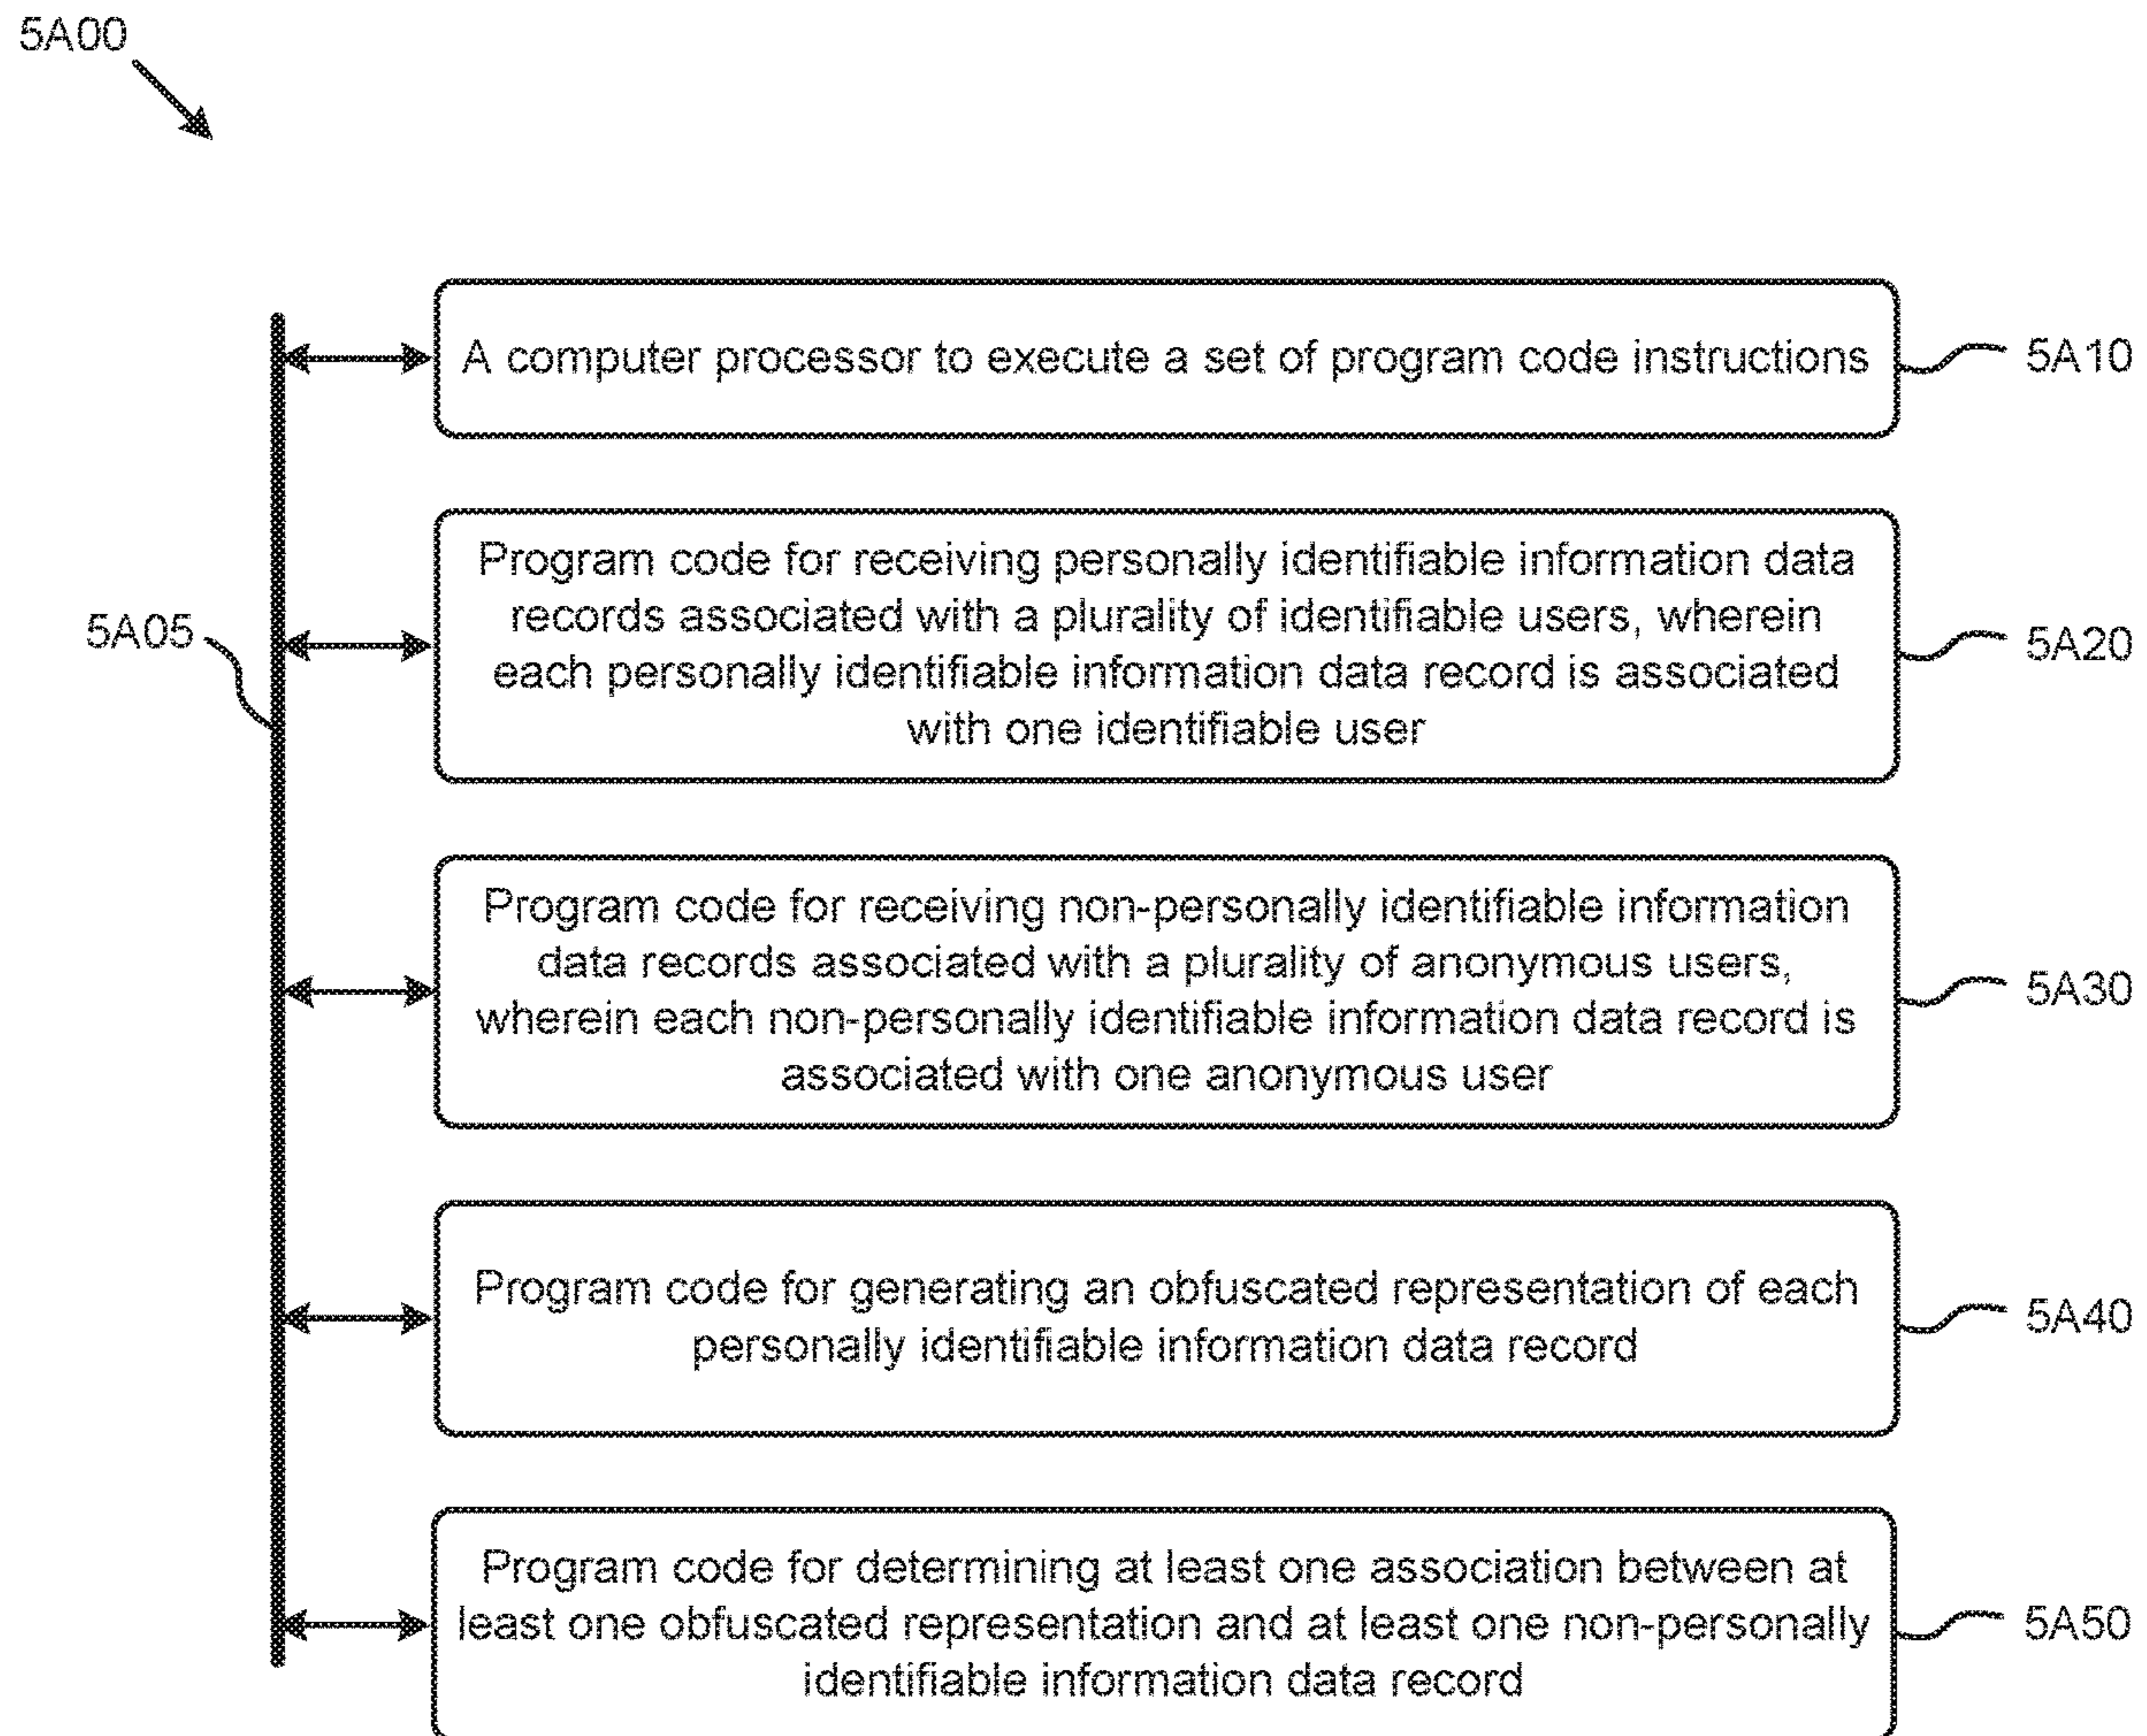 5A00
A computer processor to execute a set of program code instructions
5A10
Program code for receiving personally identifiable information data
records associated with a plurality of identifiable users, wherein
each personally identifiable information data record is associated
with one identifiable user
5A05
5A20
Program code for receiving non-personally identifiable information
data records associated with a plurality of anonymous users,
wherein each non-personally identifiable information data record is
associated with one anonymous user
5A30
Program code for generating an obfuscated representation of each
personally identifiable information data record
5A40
Program code for determining at least one association between at
least one obfuscated representation and at least one non-personally
identifiable information data record
5A50